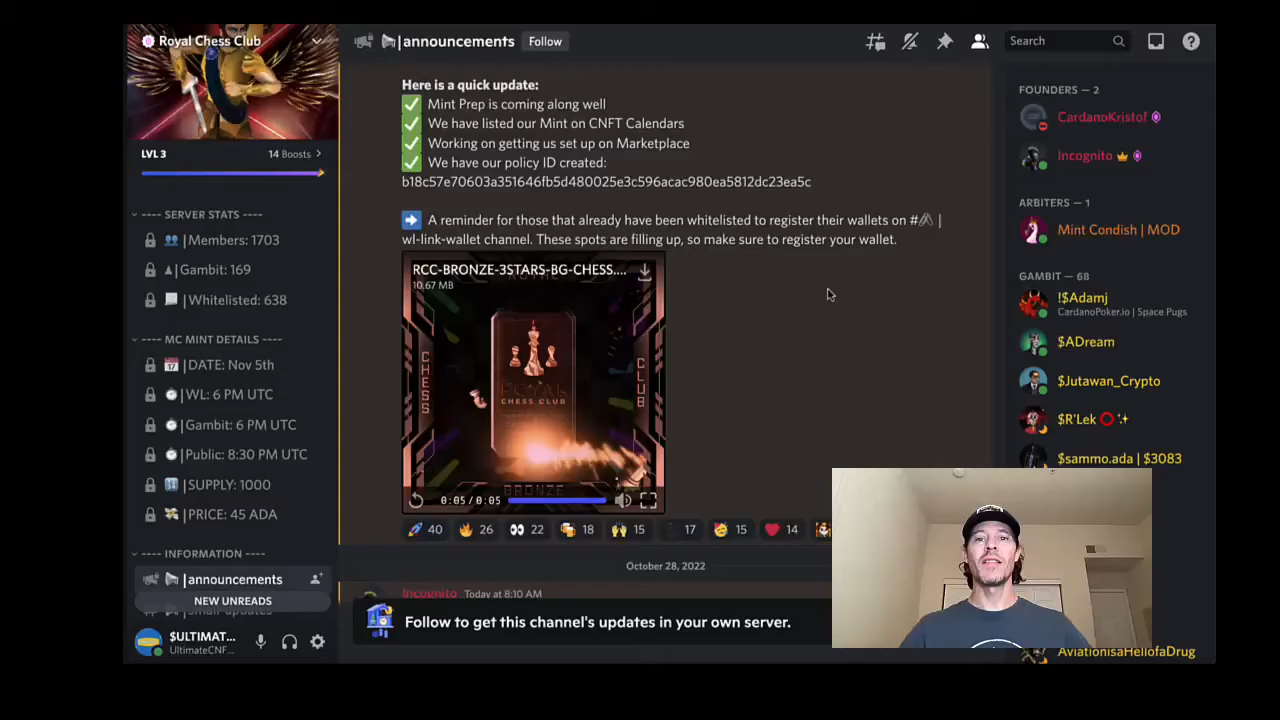 Royal Chess Club
LVL 3
14 Boosts
---- SERVER STATS ----
|Members: 1703
|Gambit: 169
|Whitelisted: 638
---- MC MINT DETAILS ----
17 |DATE: Nov 5th
|WL: 6 PM UTC
|Gambit: 6 PM UTC
|Public: 8:30 PM UTC
|SUPPLY: 1000
|PRICE: 45 ADA
---- INFORMATION ----
|announcements
NEW UNREADS
$ULTIMAT...
UltimateCNF...
|announcements
Follow
Search
Here is a quick update:
Mint Prep is coming along well
We have listed our Mint on CNFT Calendars
Working on getting us set up on Marketplace
We have our policy ID created:
b18c57e70603a351646fb5d480025e3c596acac980ea5812dc23ea5c
A reminder for those that already have been whitelisted to register their wallets on # |
wl-link-wallet channel. These spots are filling up, so make sure to register your wallet.
RCC-BRONZE-3STARS-BG-CHESS....
10.67 MB
CHESS
ROYAL
CHESS CLUB
CLUB
BRONZE
0:05 / 0:05
40 26 22 18 15 17 15 14
October 28, 2022
Incognito Today at 8:10 AM
Follow to get this channel's updates in your own server.
FOUNDERS — 2
CardanoKristof
Incognito
ARBITERS — 1
Mint Condish | MOD
GAMBIT — 68
!$Adamj
CardanoPoker.io | Space Pugs
$ADream
$Jutawan_Crypto
$R'Lek
$sammo.ada | $3083
AviationisaHellofaDrug